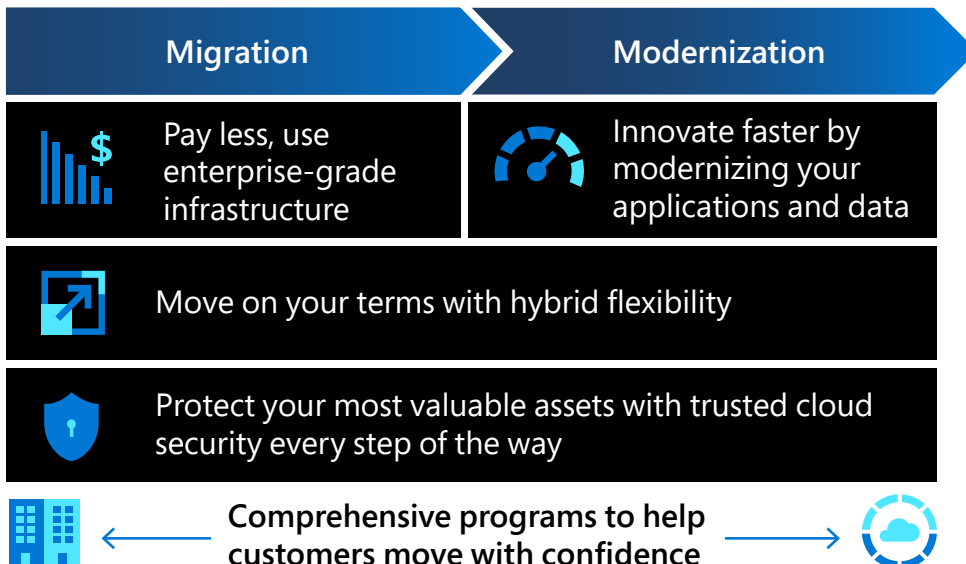 Migration
Modernization
Pay less, use
enterprise-grade
infrastructure
$
Innovate faster by
modernizing your
applications and data
Move on your terms with hybrid flexibility
Protect your most valuable assets with trusted cloud
security every step of the way
Comprehensive programs to help
customers move with confidence